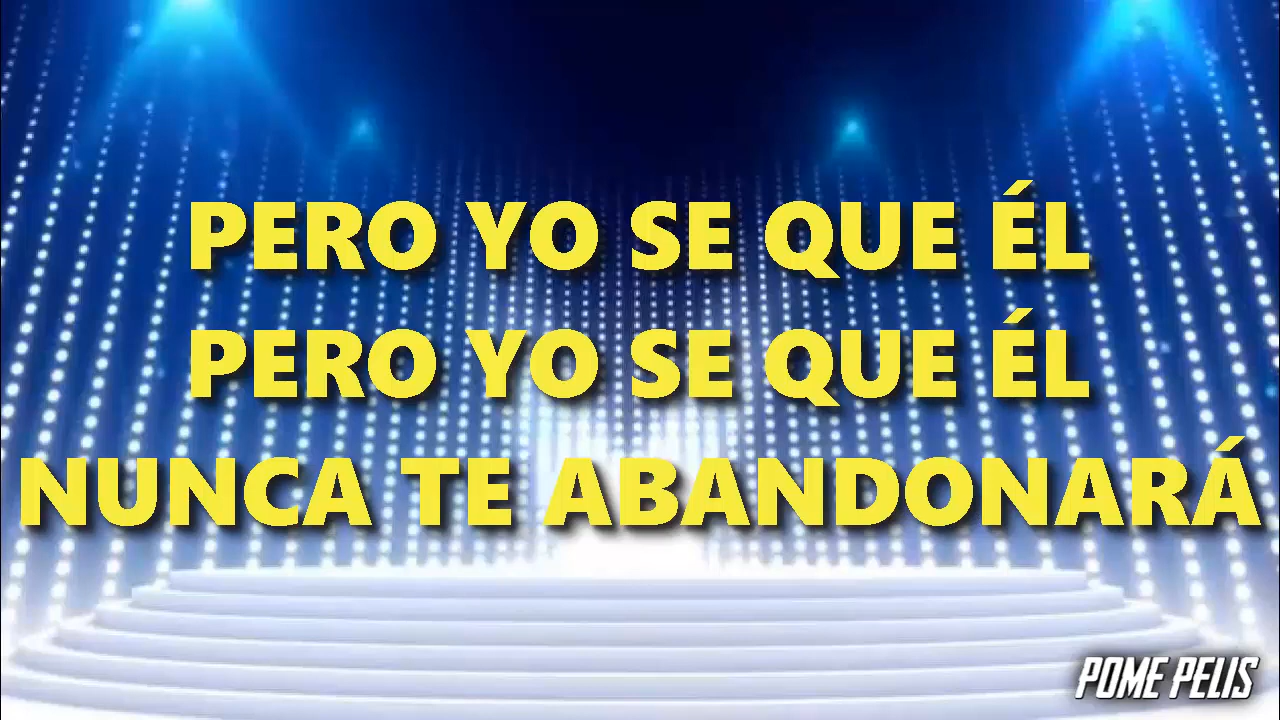 PERO YO SE QUE ÉL
PERO YO SE QUE ÉL
NUNCA TE ABANDONARÁ
POME PELIS